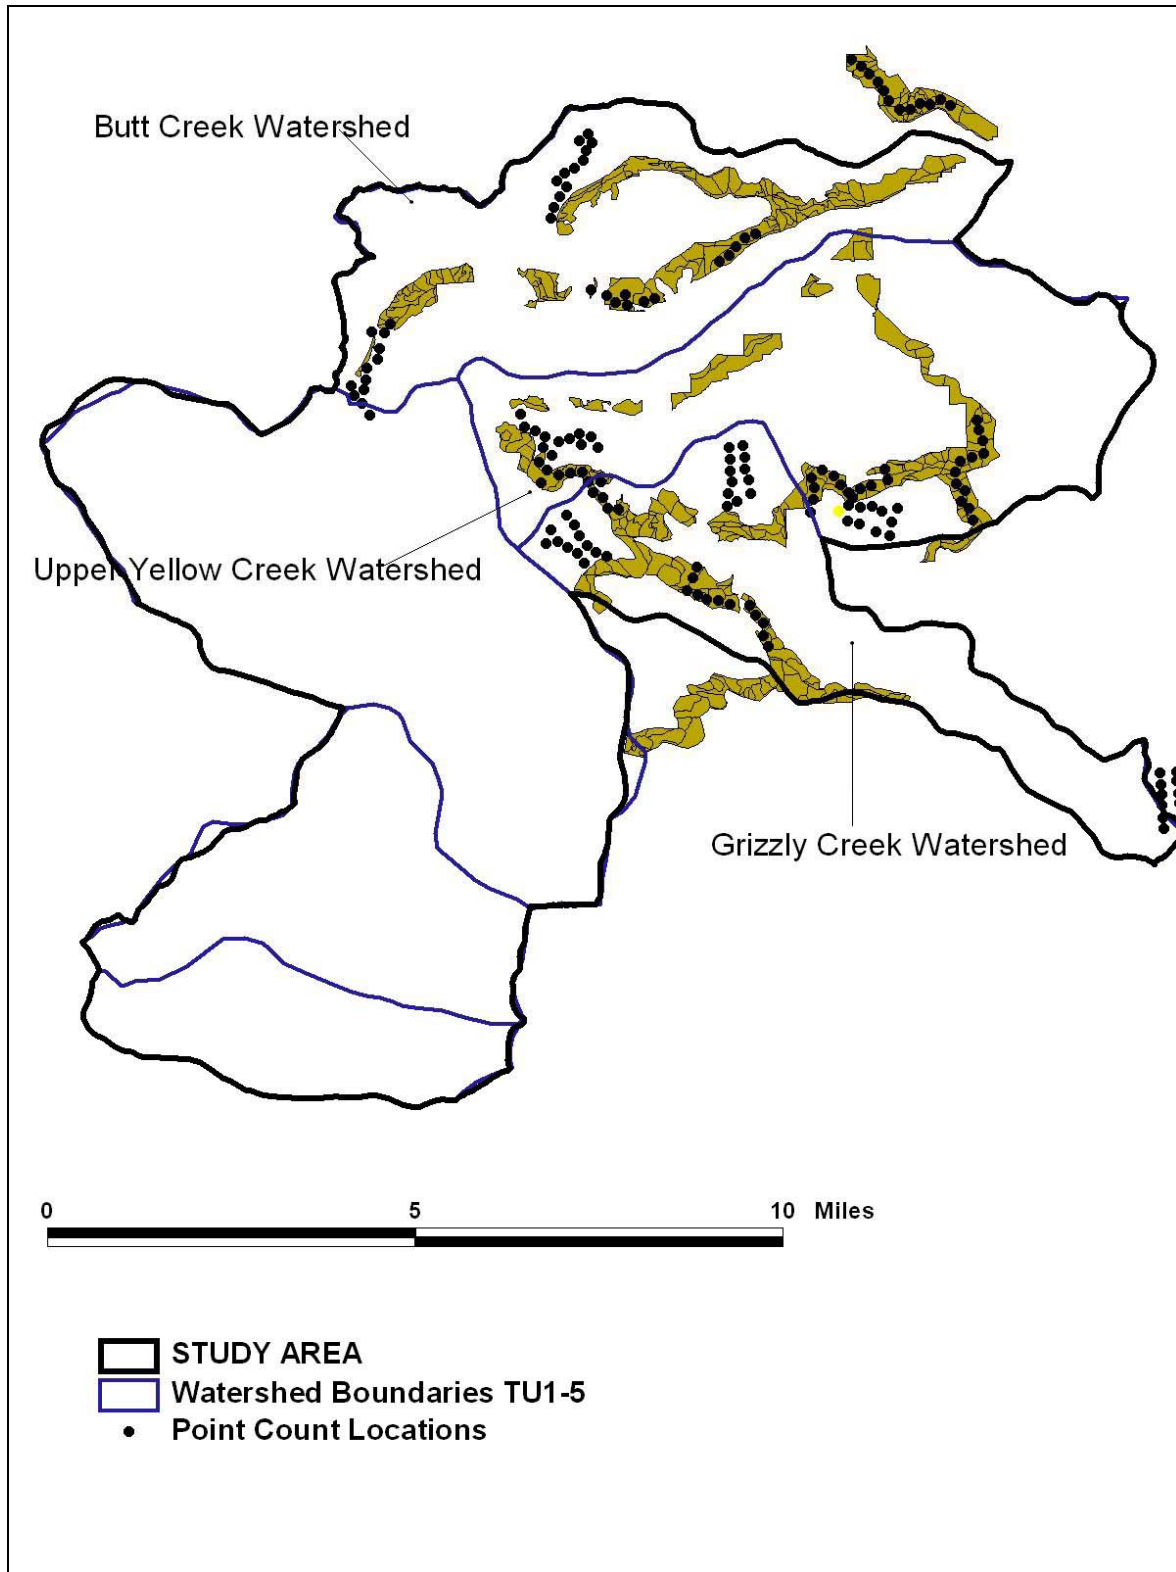 Butt Creek Watershed
Upper Yellow Creek Watershed
Grizzly Creek Watershed
0 5 10 Miles
STUDY AREA
Watershed Boundaries TU1-5
Point Count Locations